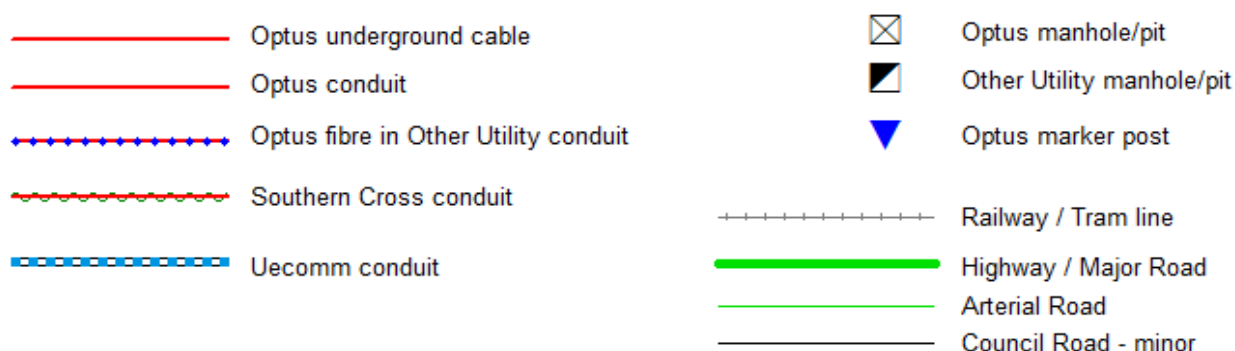 Optus underground cable
Optus conduit
Optus fibre in Other Utility conduit
Southern Cross conduit
Uecomm conduit
Optus manhole/pit
Other Utility manhole/pit
Optus marker post
Railway / Tram line
Highway / Major Road
Arterial Road
Council Road - minor